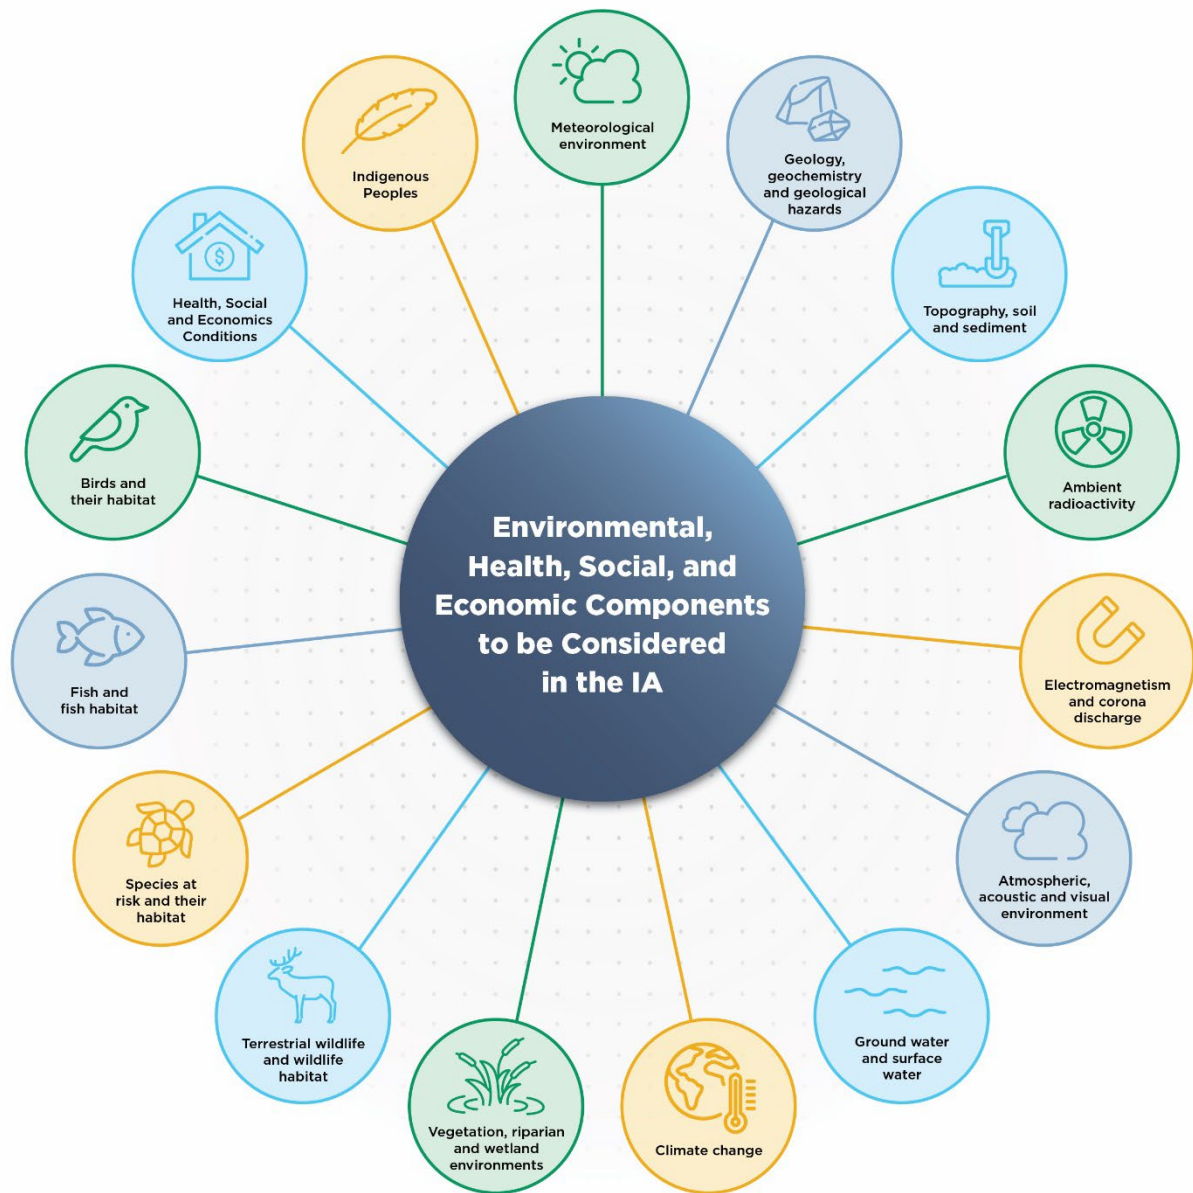 Meteorological
environment
Geology,
geochemistry
and geological
hazards
Topography, soil
and sediment
Ambient
radioactivity
Electromagnetism
and corona
discharge
Atmospheric,
acoustic and visual
environment
Ground water
and surface
water
Climate change
Vegetation, riparian
and wetland
environments
Terrestrial wildlife
and wildlife
habitat
Species at
risk and their
habitat
Fish and
fish habitat
Birds and
their habitat
Health, Social
and Economics
Conditions
$
Indigenous
Peoples
Environmental,
Health, Social, and
Economic Components
to be Considered
in the IA